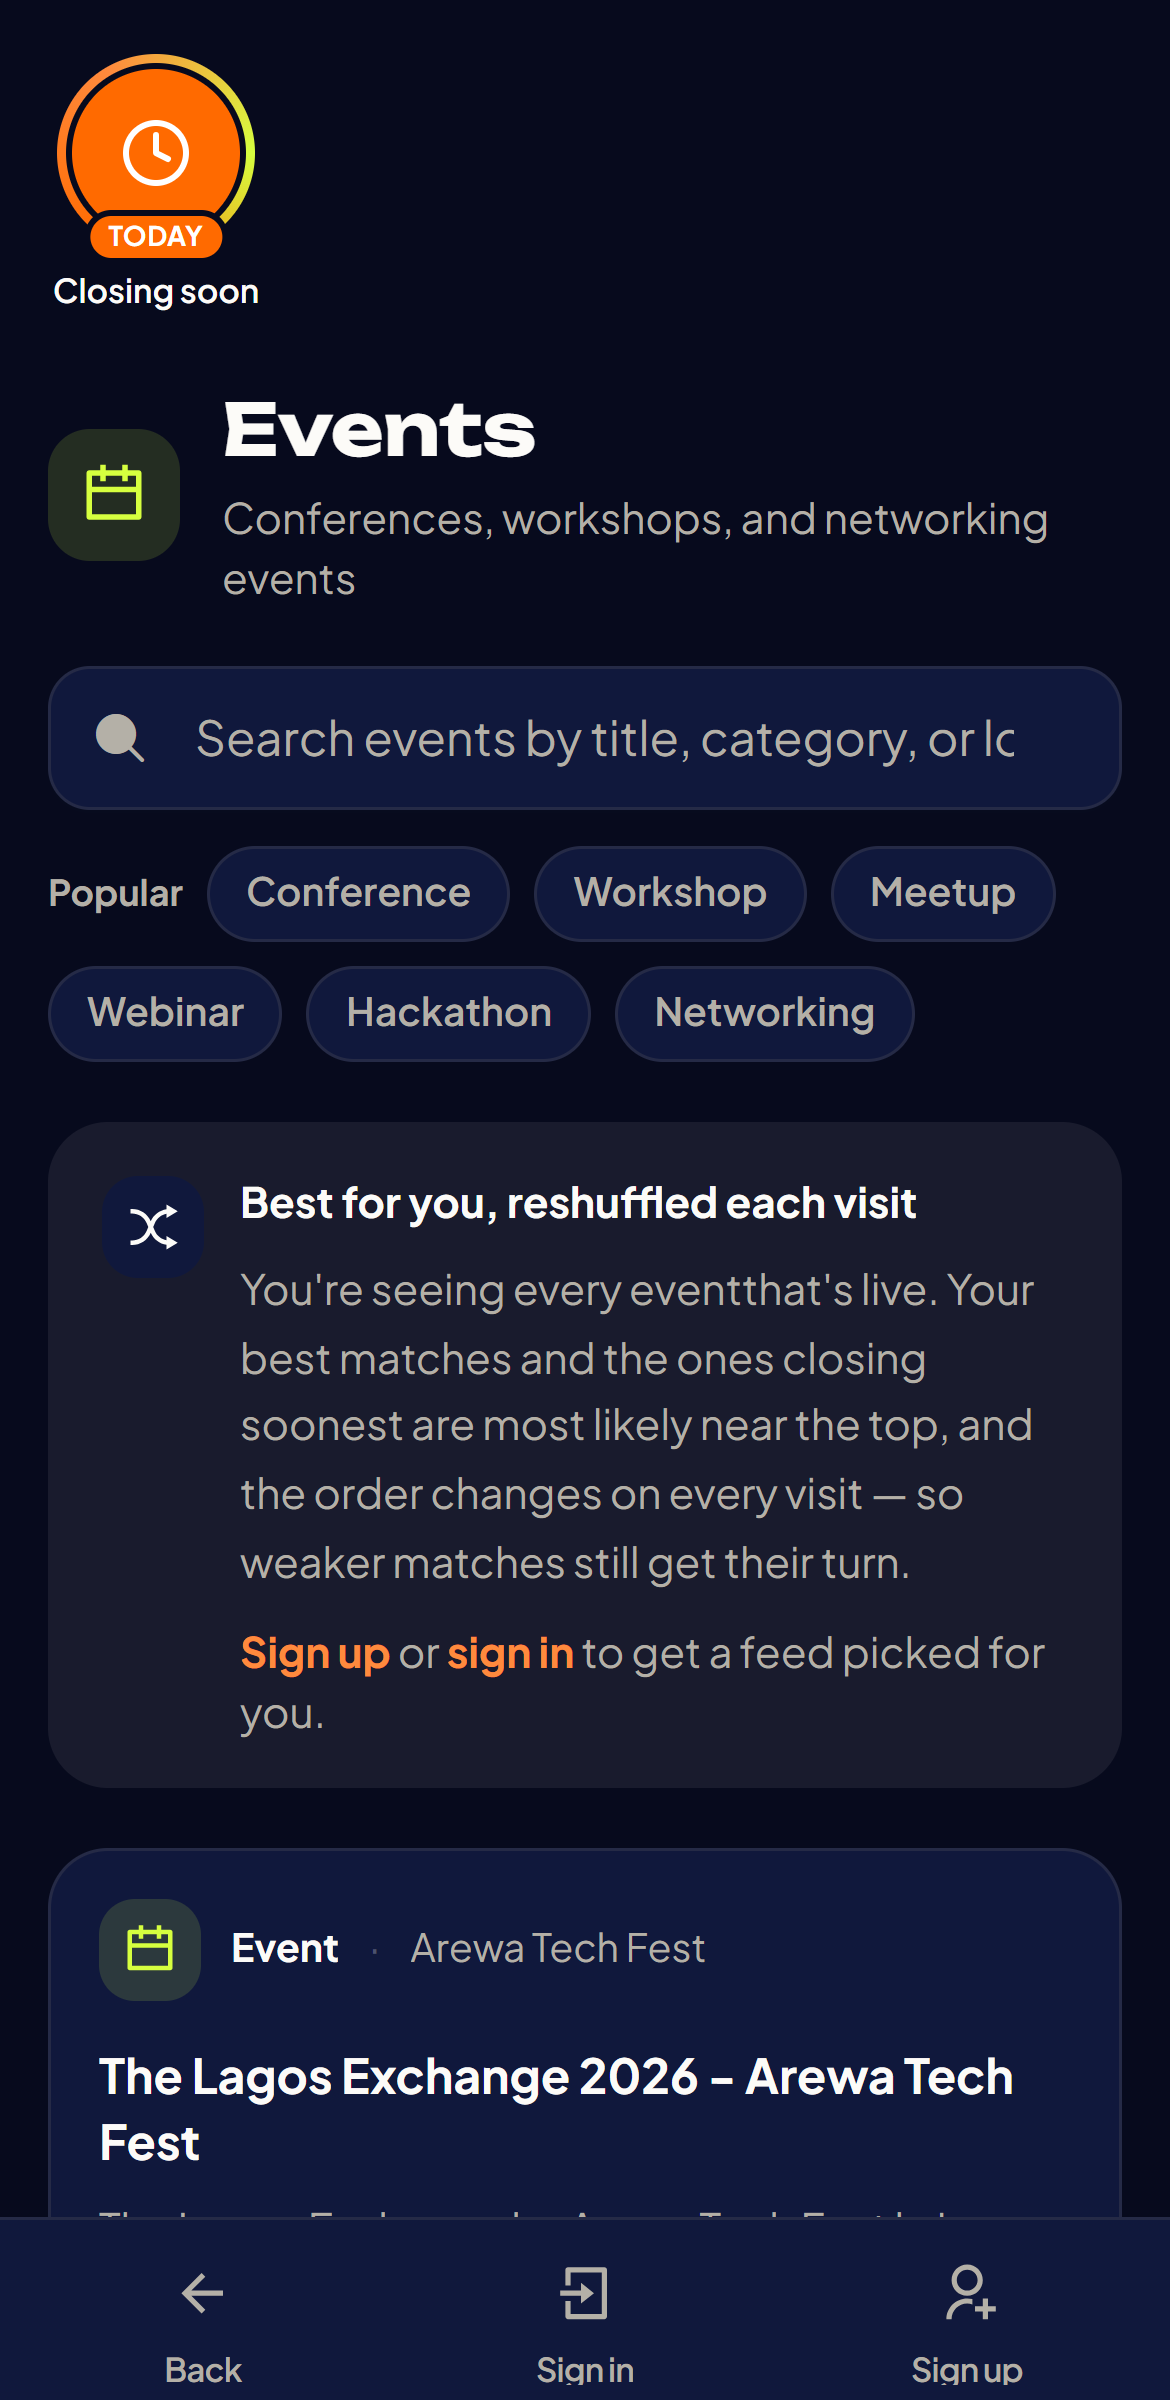 TODAY
Closing soon
Events
Conferences, workshops, and networking
events
Search events by title, category, or
Popular
Conference
Workshop
Meetup
Webinar
Hackathon
Networking
Best for you, reshuffled each visit
You're seeing every eventthat's live. Your
best matches and the ones closing
soonest are most likely near the top, and
the order changes on every visit — so
weaker matches still get their turn.
Sign up or sign in to get a feed picked for
you.
Event · Arewa Tech Fest
The Lagos Exchange 2026 – Arewa Tech
Fest
Back
Sign in
Sign up